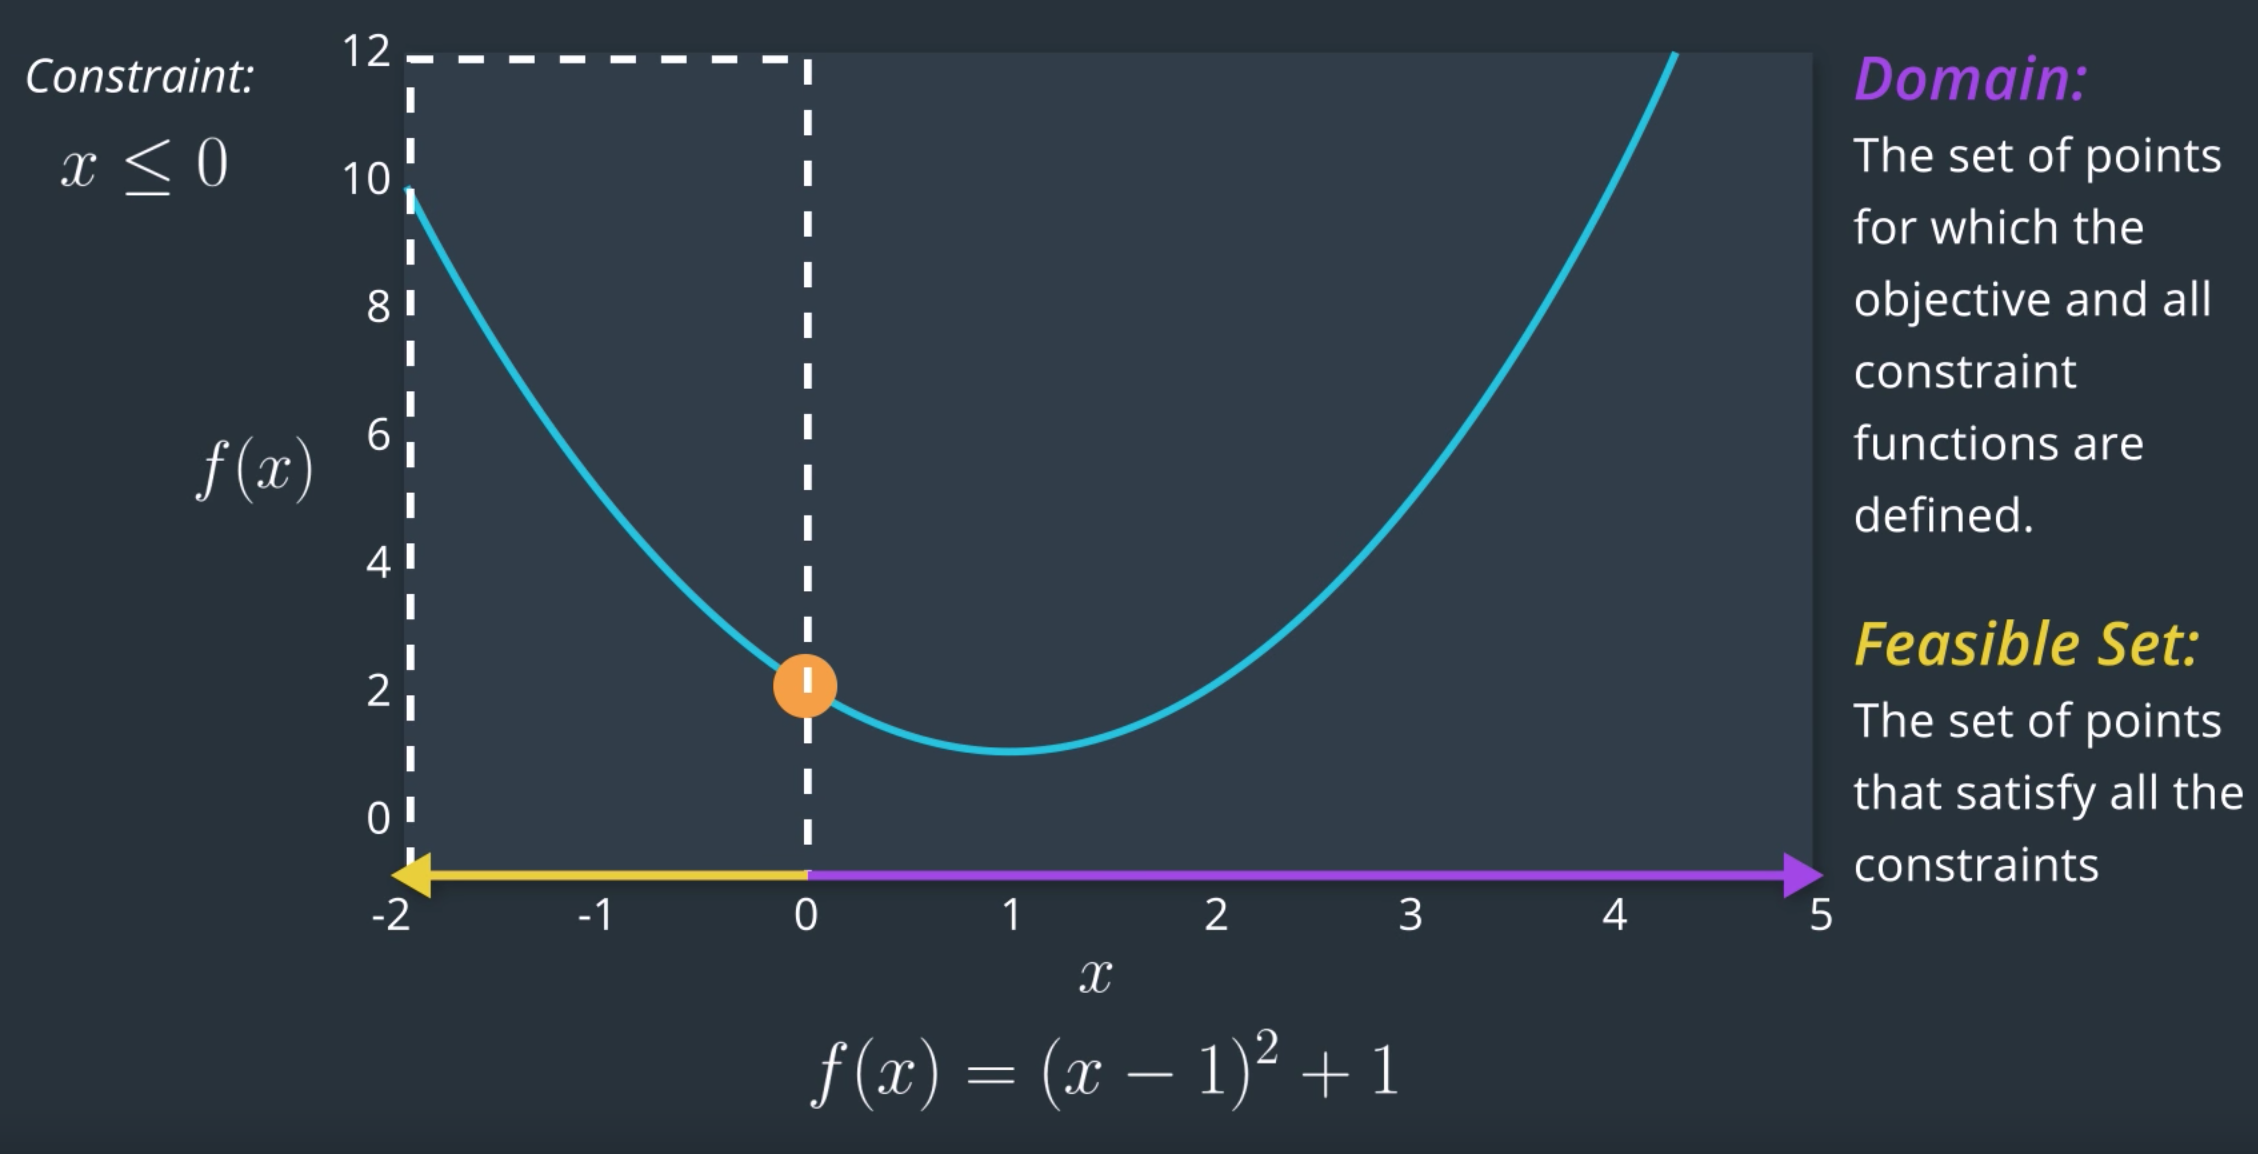 Constraint:
x ≤ 0
12
10
8
6
4
2
0
f(x)
-2 -1 0 1 2 3 4 5
x
f(x) = (x − 1)² + 1
Domain:
The set of points
for which the
objective and all
constraint
functions are
defined.
Feasible Set:
The set of points
that satisfy all the
constraints